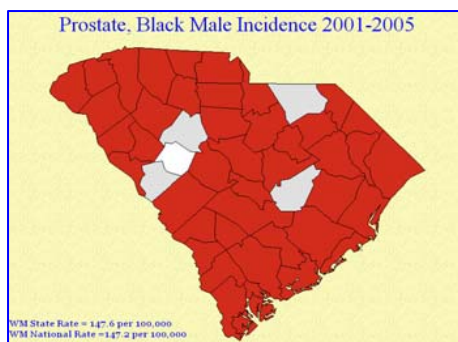 Prostate, Black Male Incidence 2001-2005
WM State Rate = 147.6 per 100,000
WM National Rate =147.2 per 100,000